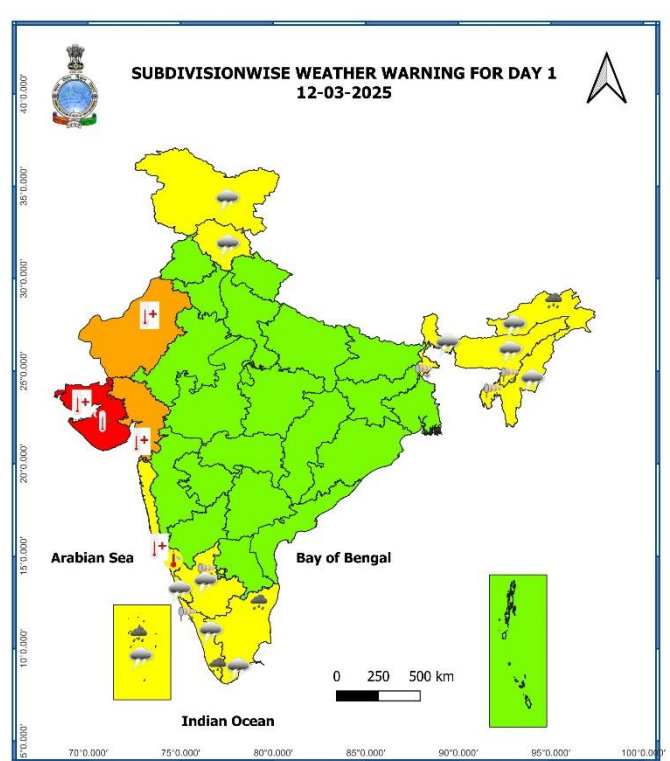 SUBDIVISIONWISE WEATHER WARNING FOR DAY 1
12-03-2025
40°0.000'
35°0.000'
30°0.000'
25°0.000'
20°0.000'
15°0.000'
10°0.000'
5°0.000'
Arabian Sea
Bay of Bengal
0 250 500 km
Indian Ocean
70°0.000' 75°0.000' 80°0.000' 85°0.000' 90°0.000' 95°0.000' 100°0.000'